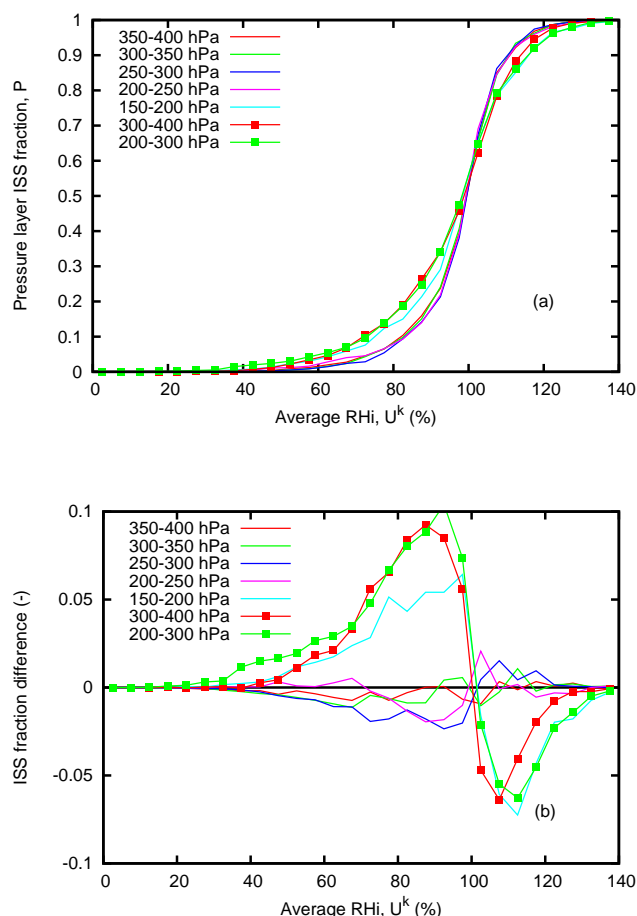 Pressure layer ISS fraction, P
1
0.9
0.8
0.7
0.6
0.5
0.4
0.3
0.2
0.1
0
350-400 hPa
300-350 hPa
250-300 hPa
200-250 hPa
150-200 hPa
300-400 hPa
200-300 hPa
(a)
0 20 40 60 80 100 120 140
Average RHi, U^k (%)
ISS fraction difference (-)
0.1
0.05
0
-0.05
-0.1
350-400 hPa
300-350 hPa
250-300 hPa
200-250 hPa
150-200 hPa
300-400 hPa
200-300 hPa
(b)
0 20 40 60 80 100 120 140
Average RHi, U^k (%)